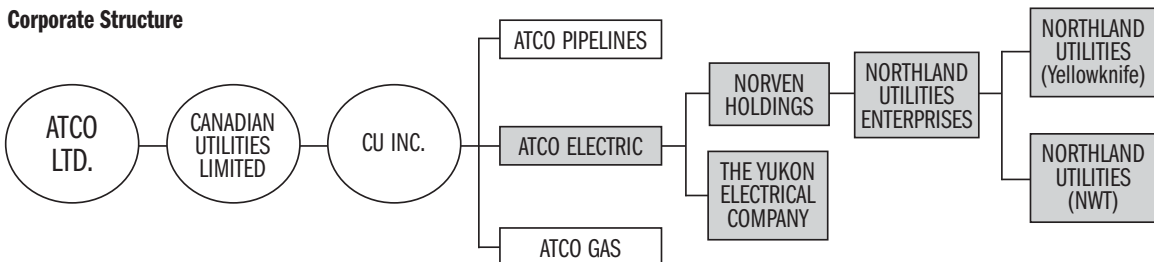 Corporate Structure
ATCO
LTD.
CANADIAN
UTILITIES
LIMITED
CU INC.
ATCO PIPELINES
ATCO ELECTRIC
ATCO GAS
NORVEN
HOLDINGS
THE YUKON
ELECTRICAL
COMPANY
NORTHLAND
UTILITIES
ENTERPRISES
NORTHLAND
UTILITIES
(Yellowknife)
NORTHLAND
UTILITIES
(NWT)